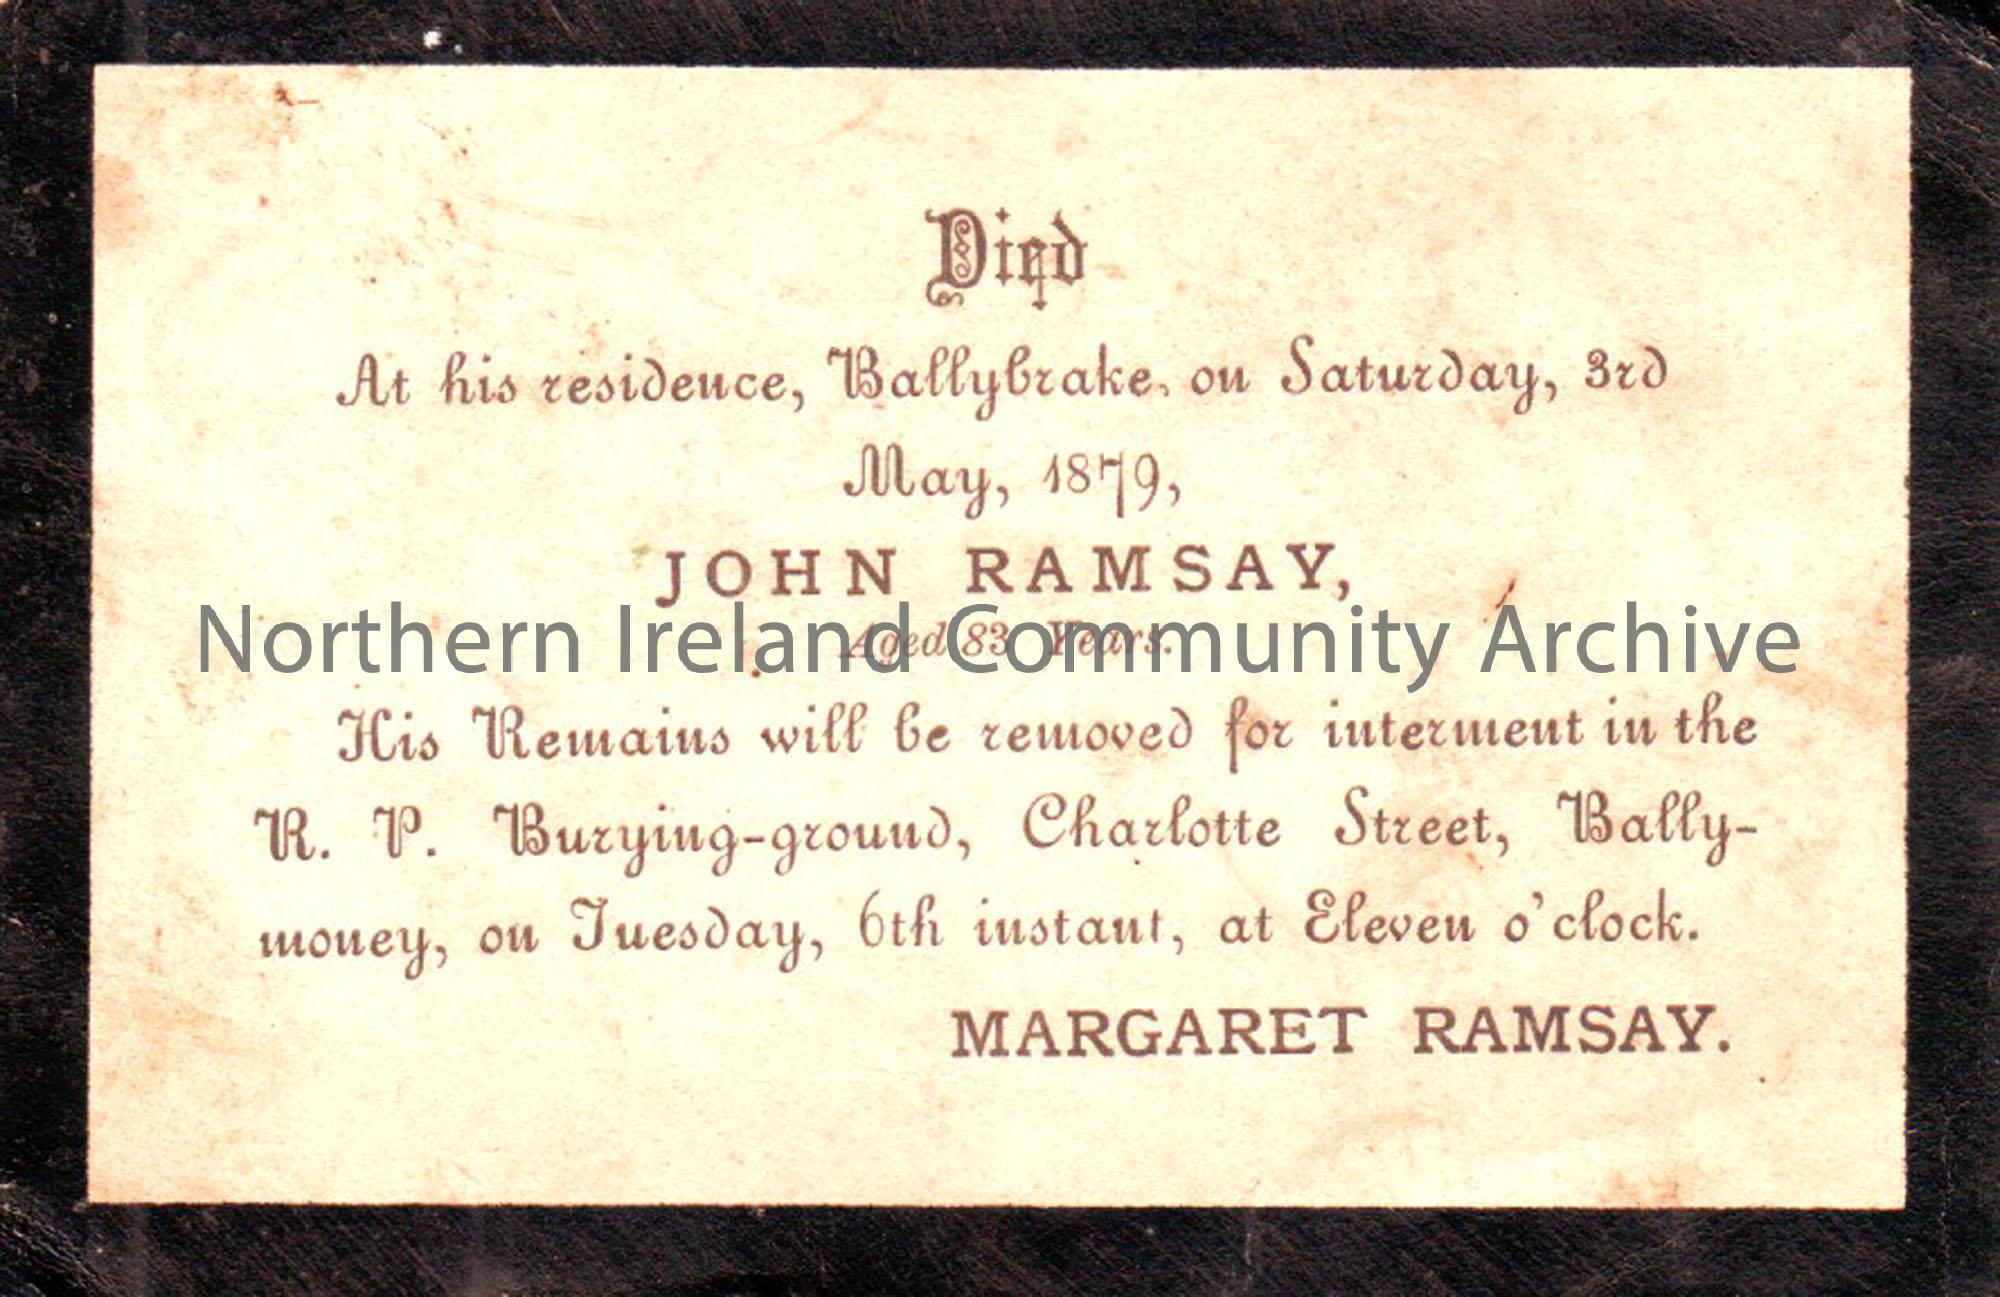 Died
At his residence, Ballybrake, on Saturday, 3rd
May, 1879,
JOHN RAMSAY,
Aged 83 Years.
Northern Ireland Community Archive
His Remains will be removed for interment in the
R. P. Burying-ground, Charlotte Street, Bally-
money, on Tuesday, 6th instant, at Eleven o'clock.
MARGARET RAMSAY.